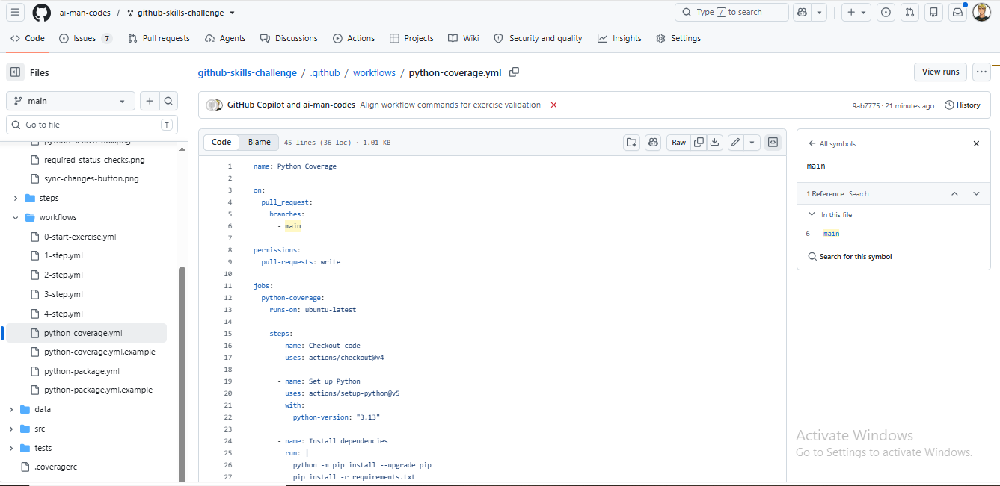 ai-man-codes / github-skills-challenge
Type / to search
Code Issues 7 Pull requests Agents Discussions Actions Projects Wiki Security and quality Insights Settings
Files
main
Go to file T
python-search-box.png
required-status-checks.png
sync-changes-button.png
steps
workflows
0-start-exercise.yml
1-step.yml
2-step.yml
3-step.yml
4-step.yml
python-coverage.yml
python-coverage.yml.example
python-package.yml
python-package.yml.example
data
src
tests
.coveragerc
github-skills-challenge / .github / workflows / python-coverage.yml
View runs
GitHub Copilot and ai-man-codes Align workflow commands for exercise validation
9ab7775 · 21 minutes ago History
Code Blame 45 lines (36 loc) · 1.01 KB
Raw
1 name: Python Coverage
2
3 on:
4 pull_request:
5 branches:
6 - main
7
8 permissions:
9 pull-requests: write
10
11 jobs:
12 python-coverage:
13 runs-on: ubuntu-latest
14
15 steps:
16 - name: Checkout code
17 uses: actions/checkout@v4
18
19 - name: Set up Python
20 uses: actions/setup-python@v5
21 with:
22 python-version: "3.13"
23
24 - name: Install dependencies
25 run: |
26 python -m pip install --upgrade pip
27 pip install -r requirements.txt
All symbols
main
1 Reference Search
In this file
6 - main
Search for this symbol
Activate Windows
Go to Settings to activate Windows.